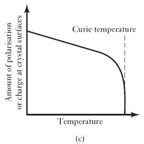 Amount of polarisation
or charge at crystal surfaces
Curie temperature
Temperature
(c)